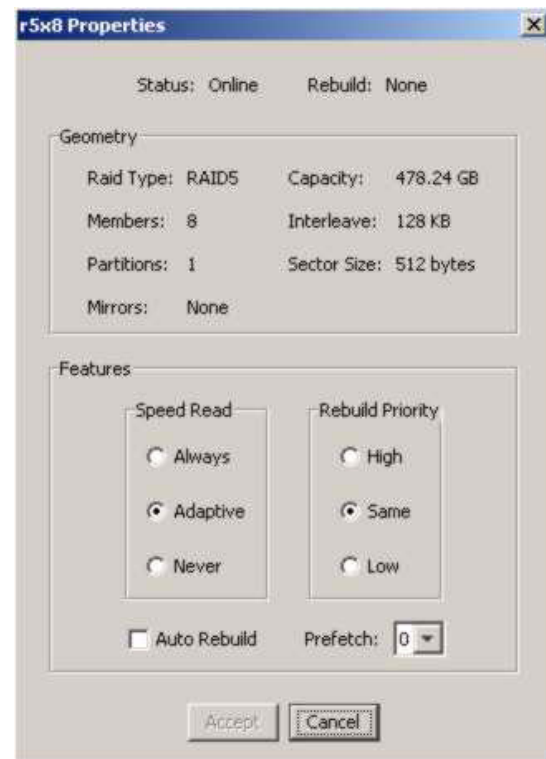 r5x8 Properties
Status: Online Rebuild: None
Geometry
Raid Type: RAID5 Capacity: 478.24 GB
Members: 8 Interleave: 128 KB
Partitions: 1 Sector Size: 512 bytes
Mirrors: None
Features
Speed Read Rebuild Priority
Always High
Adaptive Same
Never Low
Auto Rebuild Prefetch: 0
Accept Cancel